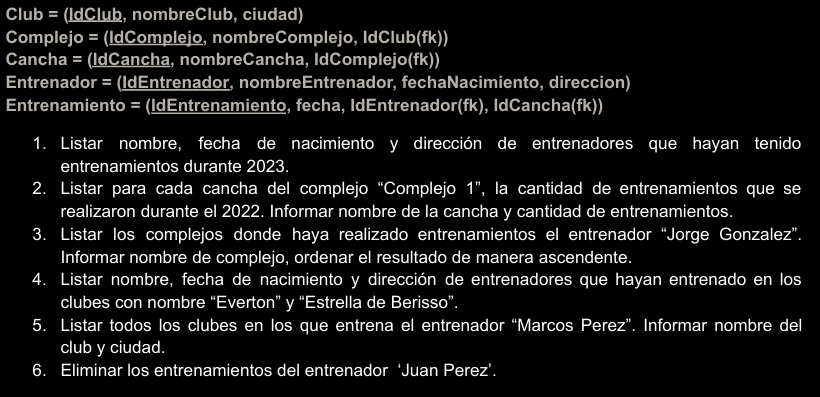 Club = (IdClub, nombreClub, ciudad)
Complejo = (IdComplejo, nombreComplejo, IdClub(fk))
Cancha = (IdCancha, nombreCancha, IdComplejo(fk))
Entrenador = (IdEntrenador, nombreEntrenador, fechaNacimiento, direccion)
Entrenamiento = (IdEntrenamiento, fecha, IdEntrenador(fk), IdCancha(fk))
1. Listar nombre, fecha de nacimiento y dirección de entrenadores que hayan tenido
entrenamientos durante 2023.
2. Listar para cada cancha del complejo “Complejo 1”, la cantidad de entrenamientos que se
realizaron durante el 2022. Informar nombre de la cancha y cantidad de entrenamientos.
3. Listar los complejos donde haya realizado entrenamientos el entrenador “Jorge Gonzalez”.
Informar nombre de complejo, ordenar el resultado de manera ascendente.
4. Listar nombre, fecha de nacimiento y dirección de entrenadores que hayan entrenado en los
clubes con nombre “Everton” y “Estrella de Berisso”.
5. Listar todos los clubes en los que entrena el entrenador “Marcos Perez”. Informar nombre del
club y ciudad.
6. Eliminar los entrenamientos del entrenador ‘Juan Perez’.